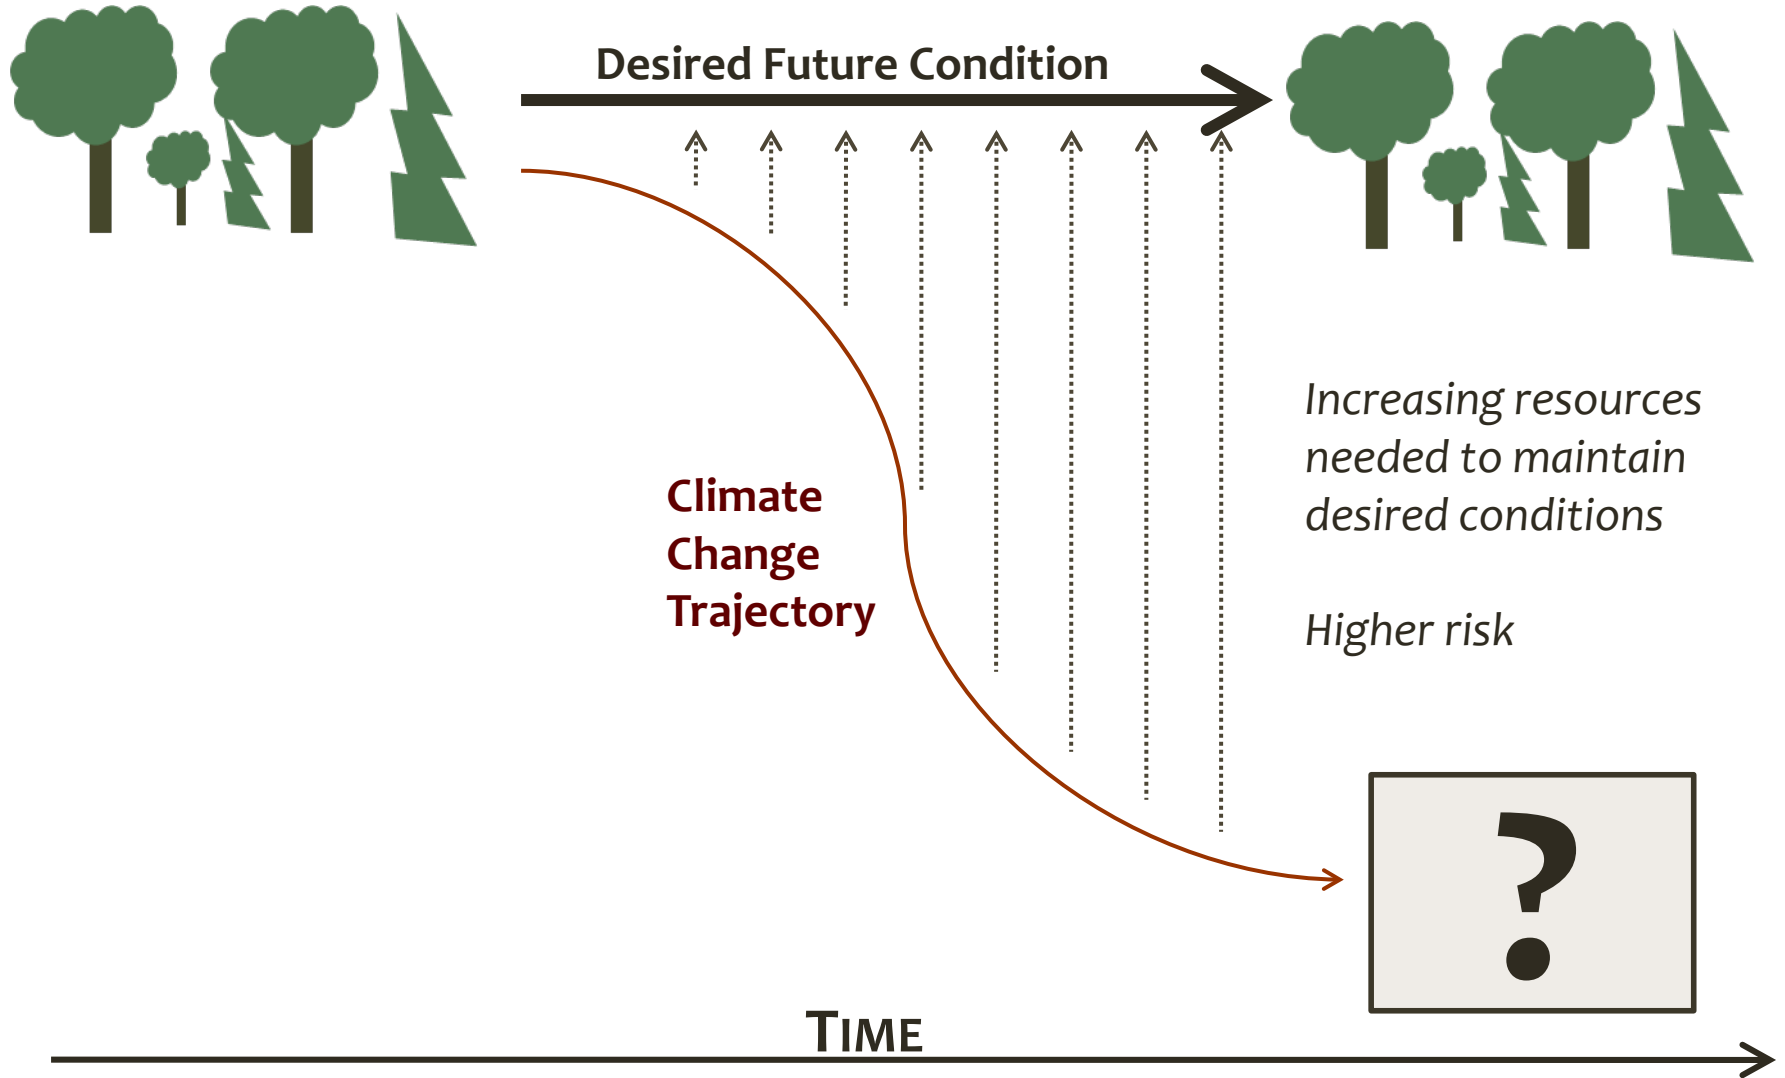 Desired Future Condition
Increasing resources
needed to maintain
desired conditions
Higher risk
Climate
Change
Trajectory
?
TIME